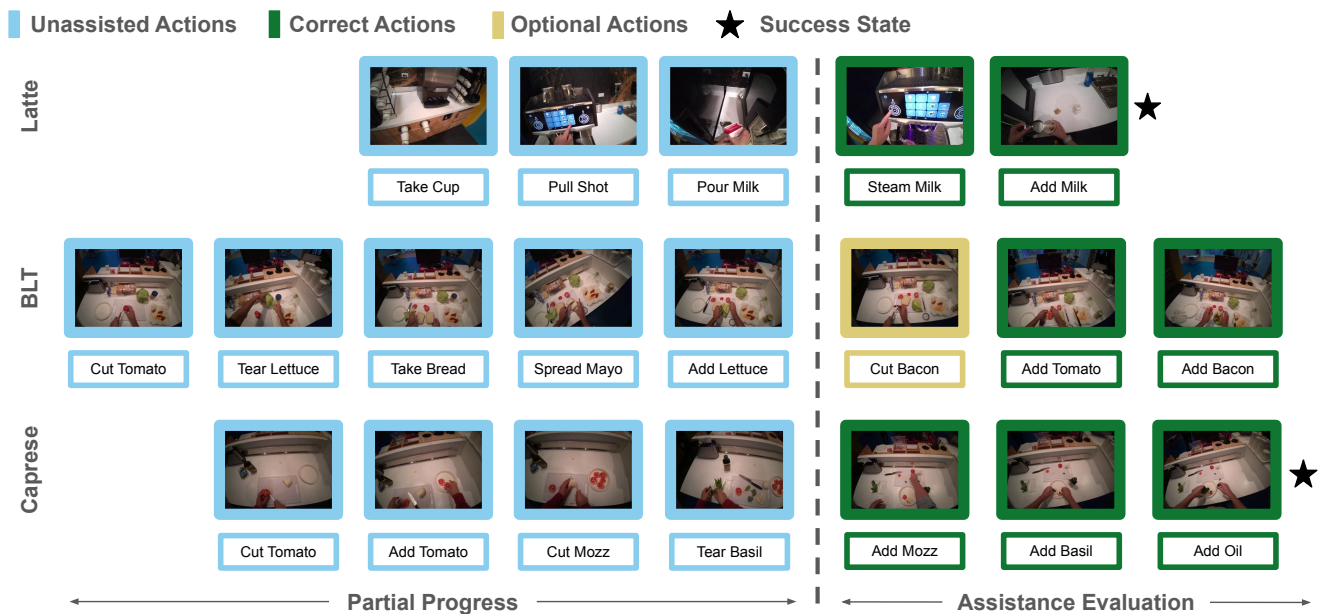 Unassisted Actions Correct Actions Optional Actions Success State
Latte
Take Cup Pull Shot Pour Milk Steam Milk Add Milk
BLT
Cut Tomato Tear Lettuce Take Bread Spread Mayo Add Lettuce Cut Bacon Add Tomato Add Bacon
Caprese
Cut Tomato Add Tomato Cut Mozz Tear Basil Add Mozz Add Basil Add Oil
Partial Progress Assistance Evaluation